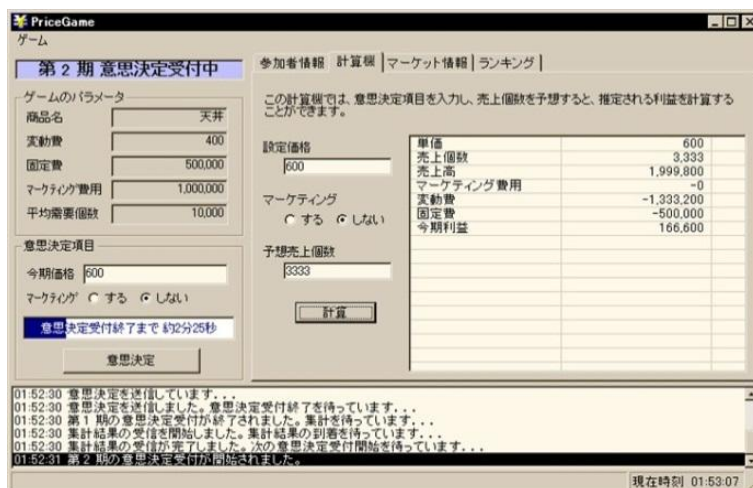 PriceGame
ゲーム
第 2 期 意思決定受付中
ゲームのパラメータ
商品名 天丼
変動費 400
固定費 500,000
マーケティング費用 1,000,000
平均需要個数 10,000
意思決定項目
今期価格 600
マーケティング する しない
意思決定受付終了まで 約2分25秒
意思決定
参加者情報 計算機 マーケット情報 ランキング
この計算機では、意思決定項目を入力し、売上個数を予想すると、推定される利益を計算する
ことができます。
設定価格
600
マーケティング
する しない
予想売上個数
3333
計算
単価 600
売上個数 3,333
売上高 1,999,800
マーケティング費用 -0
変動費 -1,333,200
固定費 -500,000
今期利益 166,600
01:52:30 意思決定を送信しています...
01:52:30 意思決定を送信しました。意思決定受付終了を待っています...
01:52:30 第 1 期の意思決定受付が終了されました。集計を待っています...
01:52:30 集計結果の受信を開始しました。集計結果の到着を待っています...
01:52:30 集計結果の受信が完了しました。次の意思決定受付開始を待っています...
01:52:31 第 2 期の意思決定受付が開始されました。
現在時刻 01:53:07